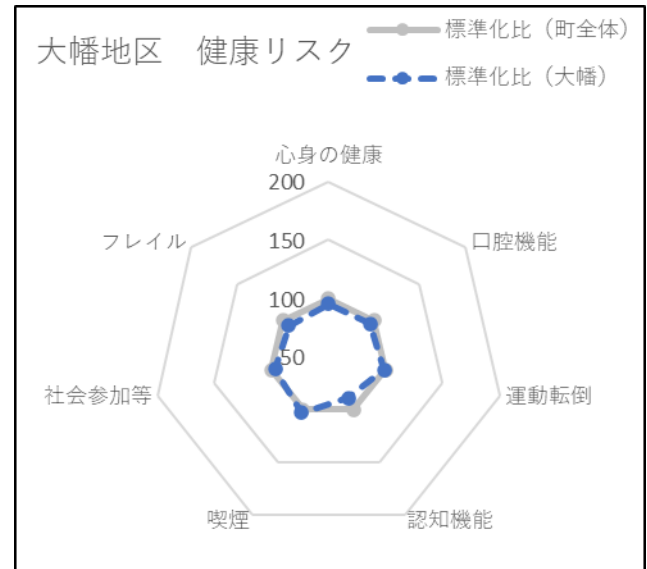 大幡地区　健康リスク
標準化比（町全体）
標準化比（大幡）
心身の健康
200
フレイル
150
口腔機能
100
50
社会参加等
運動転倒
喫煙
認知機能